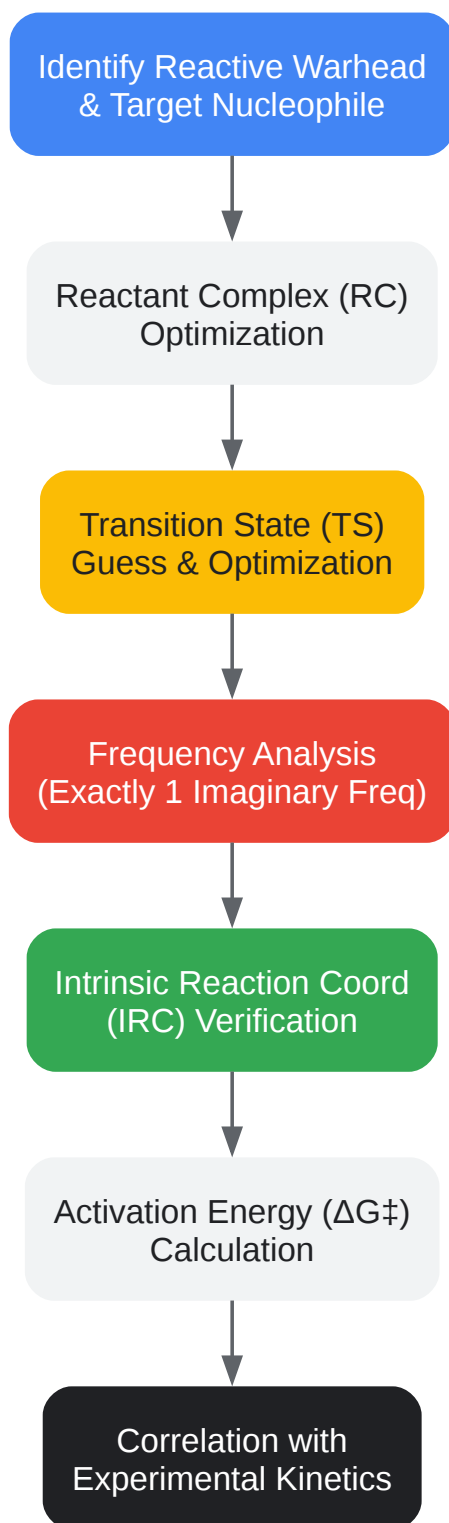 Identify Reactive Warhead
& Target Nucleophile
Reactant Complex (RC)
Optimization
Transition State (TS)
Guess & Optimization
Frequency Analysis
(Exactly 1 Imaginary Freq)
Intrinsic Reaction Coord
(IRC) Verification
Activation Energy (ΔG‡)
Calculation
Correlation with
Experimental Kinetics